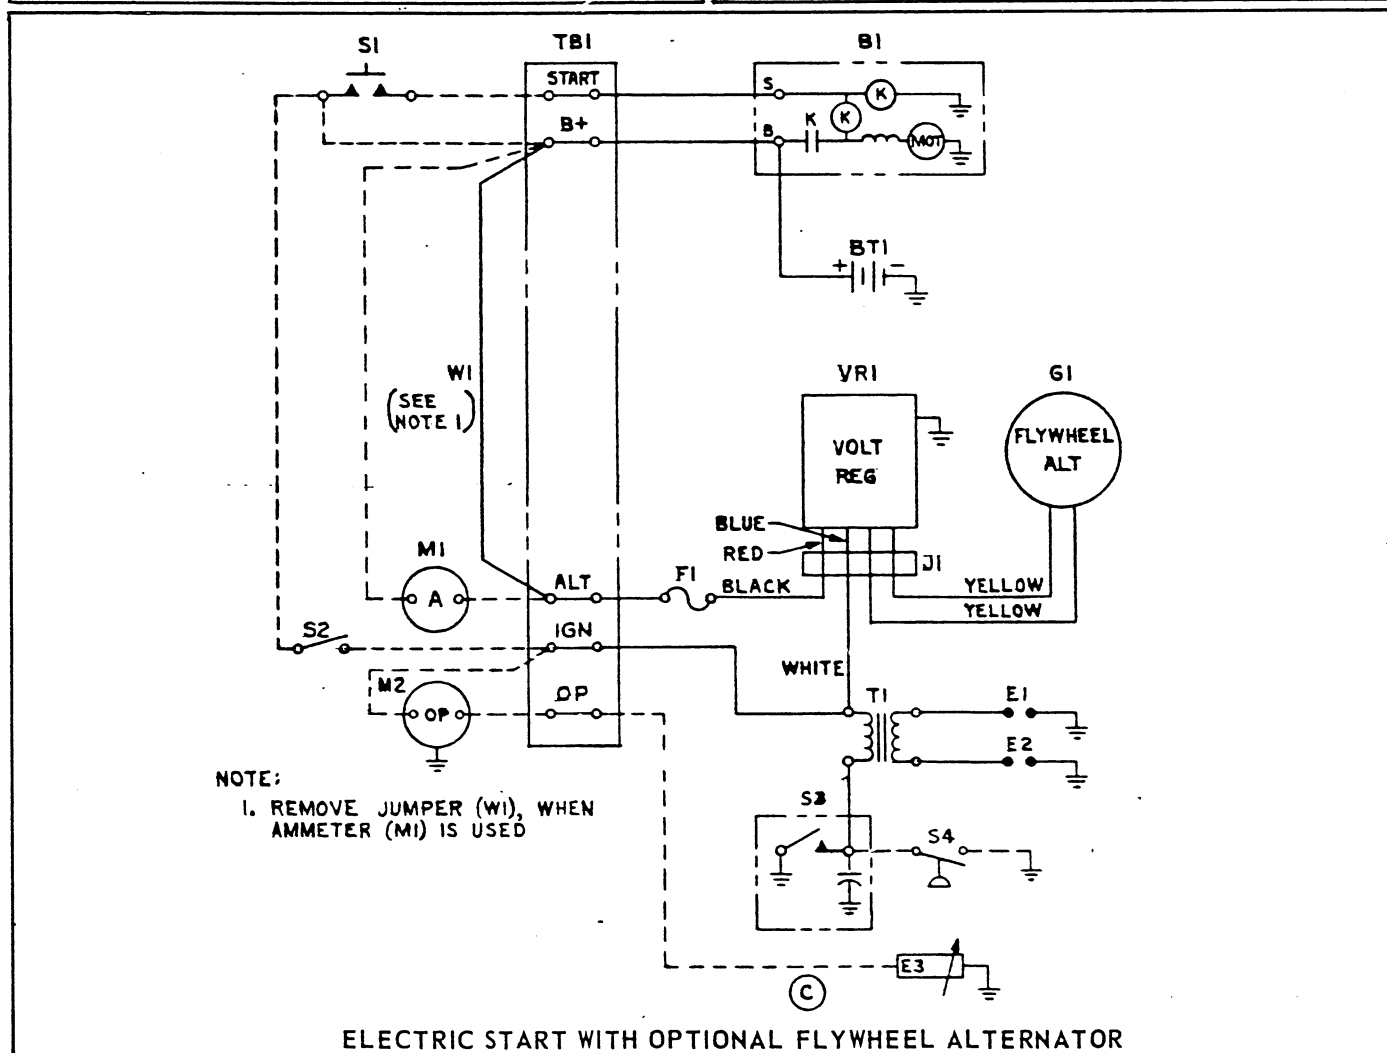 S1
TB1
B1
START
S
K
B+
K
K
B
MOT
BT1
+
−
W1
(SEE
NOTE 1)
VR1
G1
VOLT
REG
FLYWHEEL
ALT
BLUE
RED
J1
M1
A
ALT
F1
BLACK
YELLOW
YELLOW
S2
IGN
WHITE
M2
OP
OP
T1
E1
E2
NOTE:
1. REMOVE JUMPER (W1), WHEN
AMMETER (M1) IS USED
S3
S4
E3
C
ELECTRIC START WITH OPTIONAL FLYWHEEL ALTERNATOR